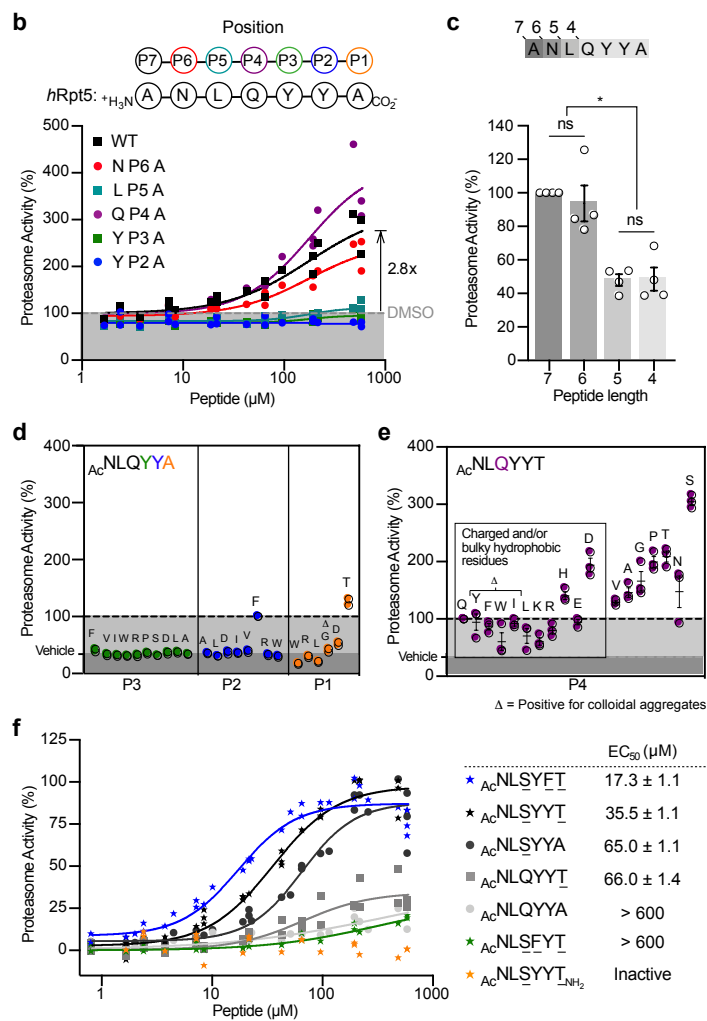 b
Position
P7 P6 P5 P4 P3 P2 P1
hRpt5: +H3N A N L Q Y Y A CO2-
Proteasome Activity (%)
500
400
300
200
100
0
WT
N P6 A
L P5 A
Q P4 A
Y P3 A
Y P2 A
2.8x
DMSO
1 10 100 1000
Peptide (µM)
c
7 6 5 4
A N L Q Y Y A
Proteasome Activity (%)
140
120
100
80
60
40
20
0
ns
*
ns
7 6 5 4
Peptide length
d
AcNLQYYA
Proteasome Activity (%)
400
300
200
100
Vehicle
0
F V I W R P S D L A
A L D I V F R W
W R L G D T
Δ
P3 P2 P1
e
AcNLQYYT
Proteasome Activity (%)
400
300
200
100
Vehicle
0
Charged and/or
bulky hydrophobic
residues
Δ
Q Y F W I L K R H E D
V A G P T N S
P4
Δ = Positive for colloidal aggregates
f
Proteasome Activity (%)
125
100
75
50
25
0
1 10 100 1000
Peptide (µM)
EC50 (µM)
AcNLSYFT 17.3 ± 1.1
AcNLSYYT 35.5 ± 1.1
AcNLSYYA 65.0 ± 1.1
AcNLQYYT 66.0 ± 1.4
AcNLQYYA > 600
AcNLSFYT > 600
AcNLSYYTNH2 Inactive